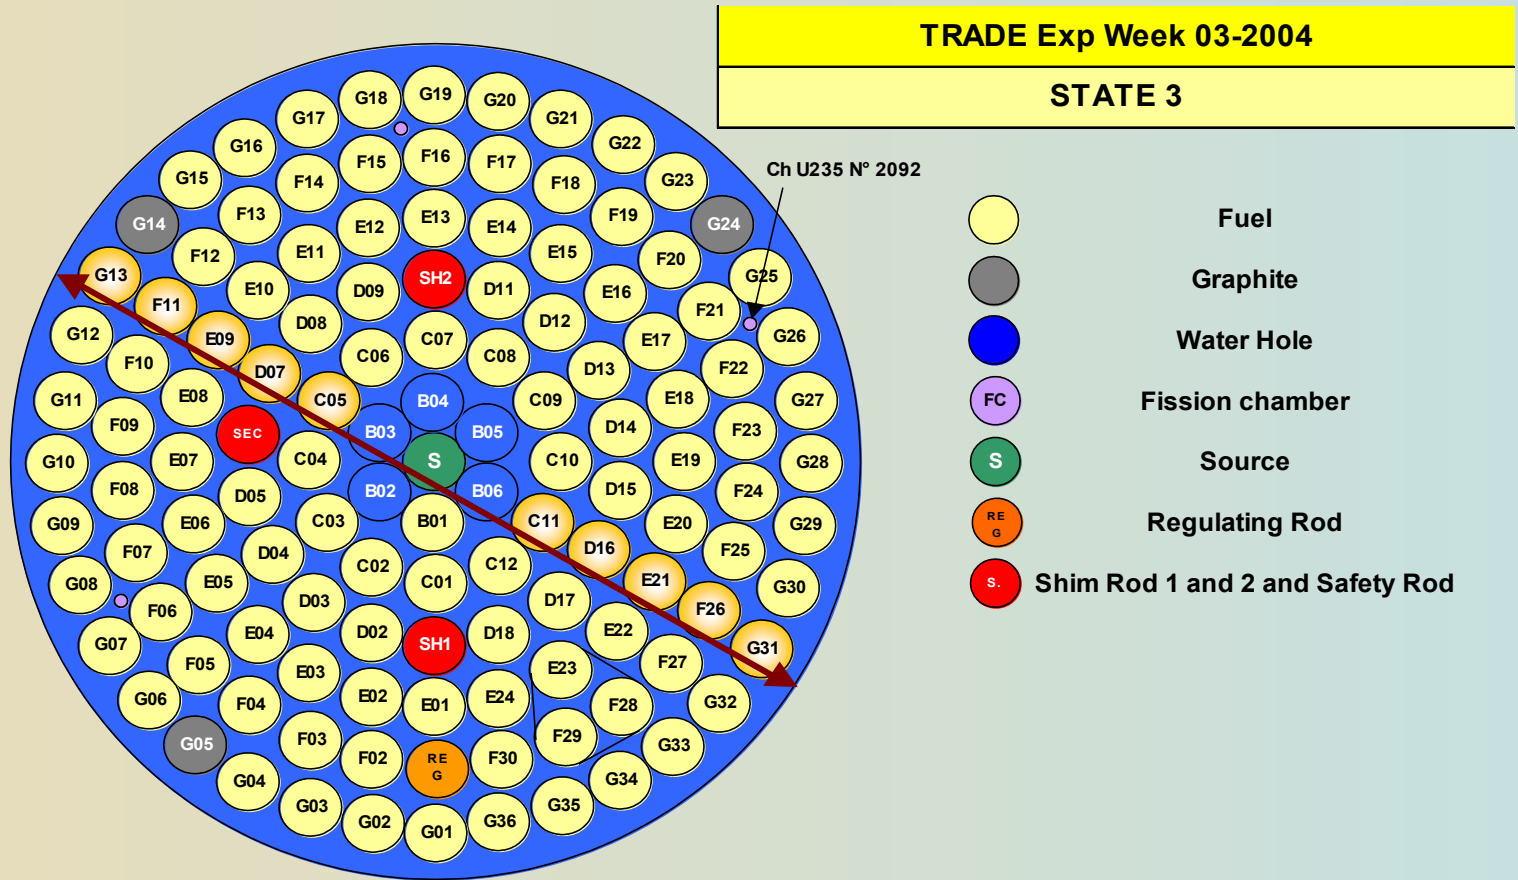 TRADE Exp Week 03-2004
STATE 3
Ch U235 N° 2092
G18 G19 G20
G17 G21
G16 G22
F15 F16 F17
G15 F14 F18 G23
G14 F13 F19 G24
E12 E13 E14
F12 E11 E15 F20
G13 G25
E10 D09 SH2 D11 E16
F11 F21
G12 E09 D08 D12 E17 G26
C06 C07 C08
F10 D07 D13 F22
G11 E08 C05 B04 C09 E18 G27
F09 SEC B03 B05 D14 F23
G10 E07 C04 S C10 E19 G28
F08 D05 B02 B06 D15 F24
G09 E06 C03 B01 C11 E20 G29
F07 D04 D16 F25
G08 E05 C02 C01 C12 E21 G30
F06 D03 D17 F26
G07 E04 D02 SH1 D18 E22 G31
F05 E03 E23 F27
G06 F04 E02 E01 E24 F28 G32
G05 F03 F29 G33
F02 RE F30
G
G04 G34
G03 G35
G02 G01 G36
Fuel
Graphite
Water Hole
FC Fission chamber
S Source
RE
G
Regulating Rod
S. Shim Rod 1 and 2 and Safety Rod